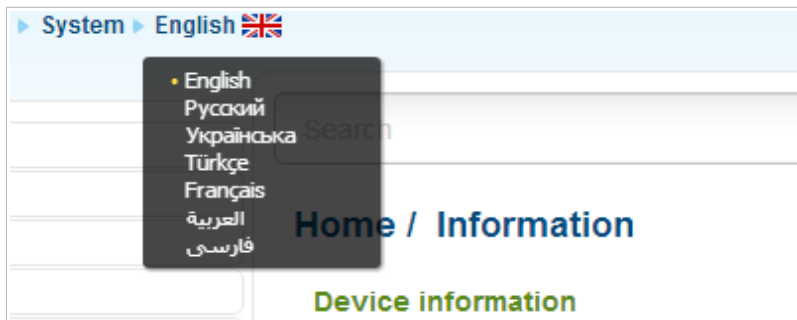 System English
English
Русский
Українська
Türkçe
Français
العربية
فارسی
Search
Home / Information
Device information